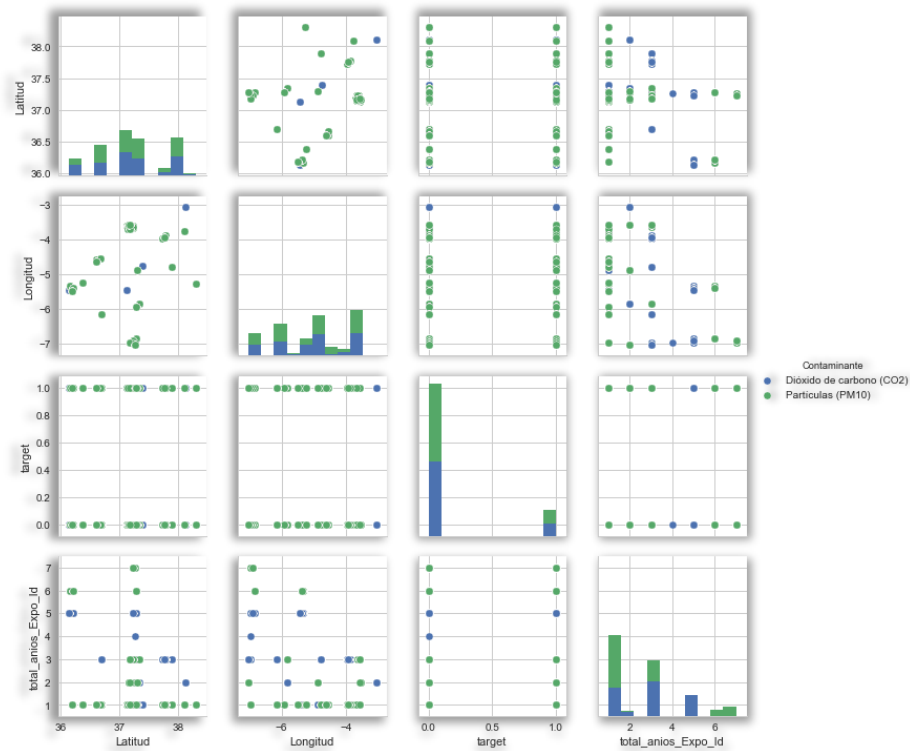 38.0
37.5
37.0
36.5
36.0
Latitud
−3
−4
−5
−6
−7
Longitud
1.0
0.8
0.6
0.4
0.2
0.0
target
Contaminante
Dióxido de carbono (CO2)
Partículas (PM10)
7
6
5
4
3
2
1
total_anios_Expo_Id
36 37 38
Latitud
−6 −4
Longitud
0.0 0.5 1.0
target
2 4 6
total_anios_Expo_Id